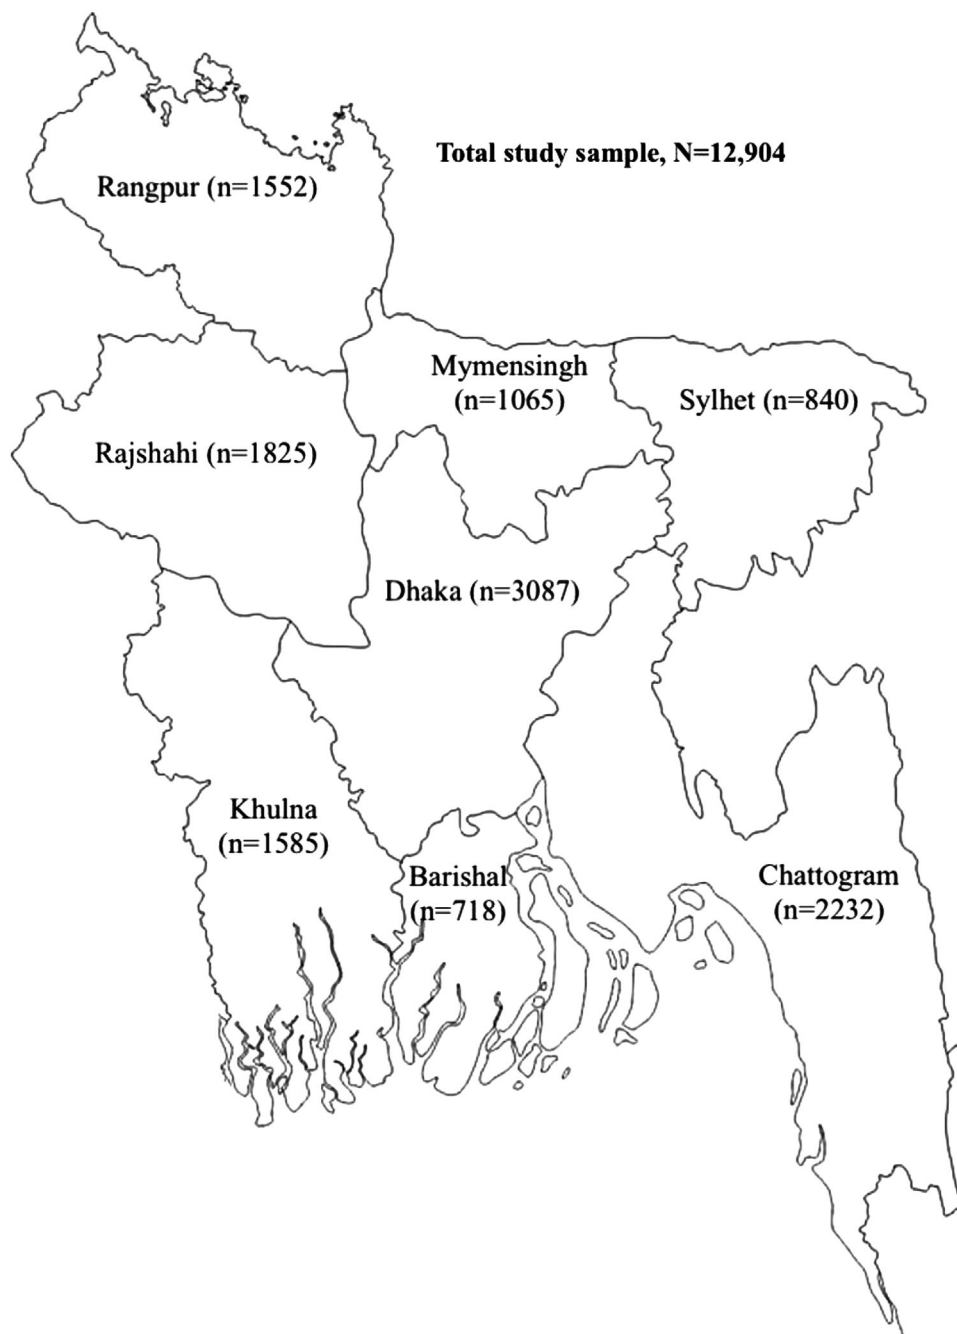 Total study sample, N=12,904
Rangpur (n=1552)
Mymensingh
(n=1065)
Sylhet (n=840)
Rajshahi (n=1825)
Dhaka (n=3087)
Khulna
(n=1585)
Barishal
(n=718)
Chattogram
(n=2232)